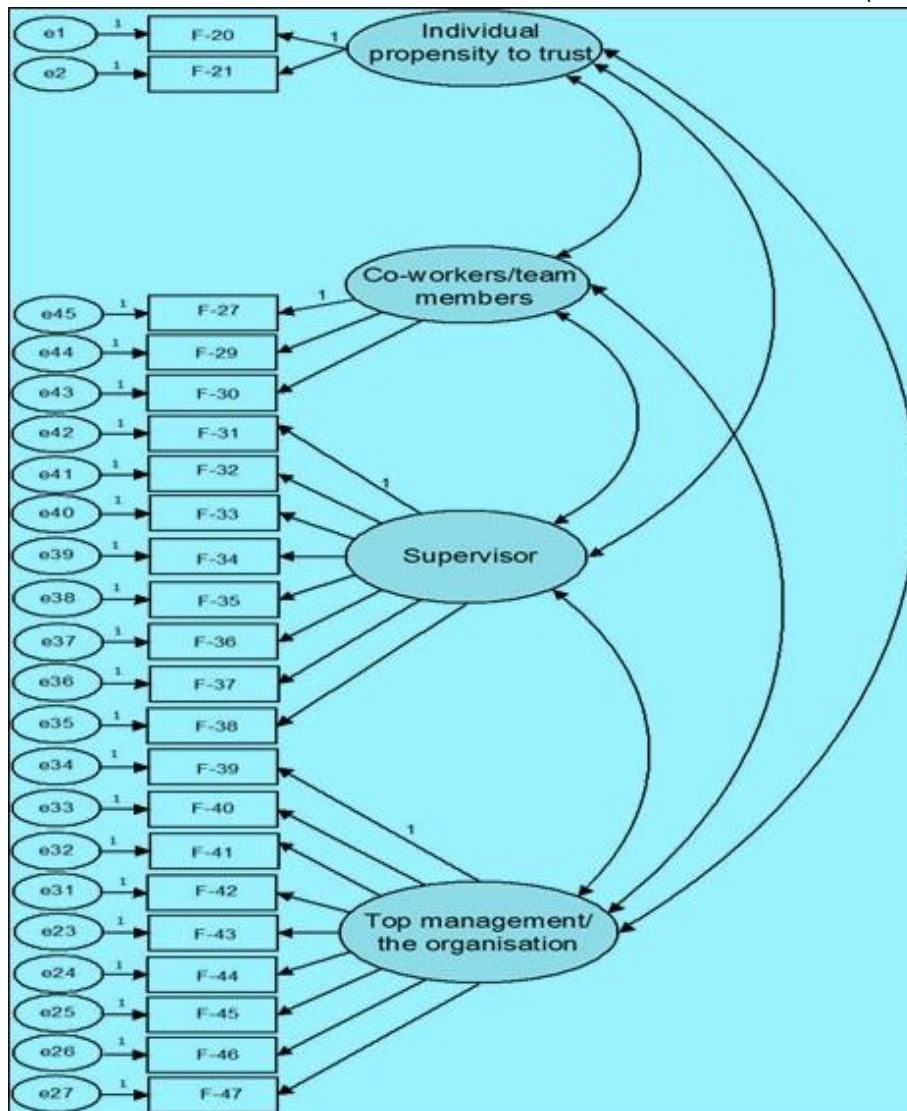 (
e1 1 F-20 1 Individual
propensity to trust
e2 1 F-21
Co-workers/team
members
e45 1 F-27 1
e44 1 F-29
e43 1 F-30
e42 1 F-31
e41 1 F-32
1
e40 1 F-33
e39 1 F-34 Supervisor
e38 1 F-35
e37 1 F-36
e36 1 F-37
e35 1 F-38
e34 1 F-39
e33 1 F-40
1
e32 1 F-41
e31 1 F-42
Top management/
e23 1 F-43 the organisation
e24 1 F-44
e25 1 F-45
e26 1 F-46
e27 1 F-47